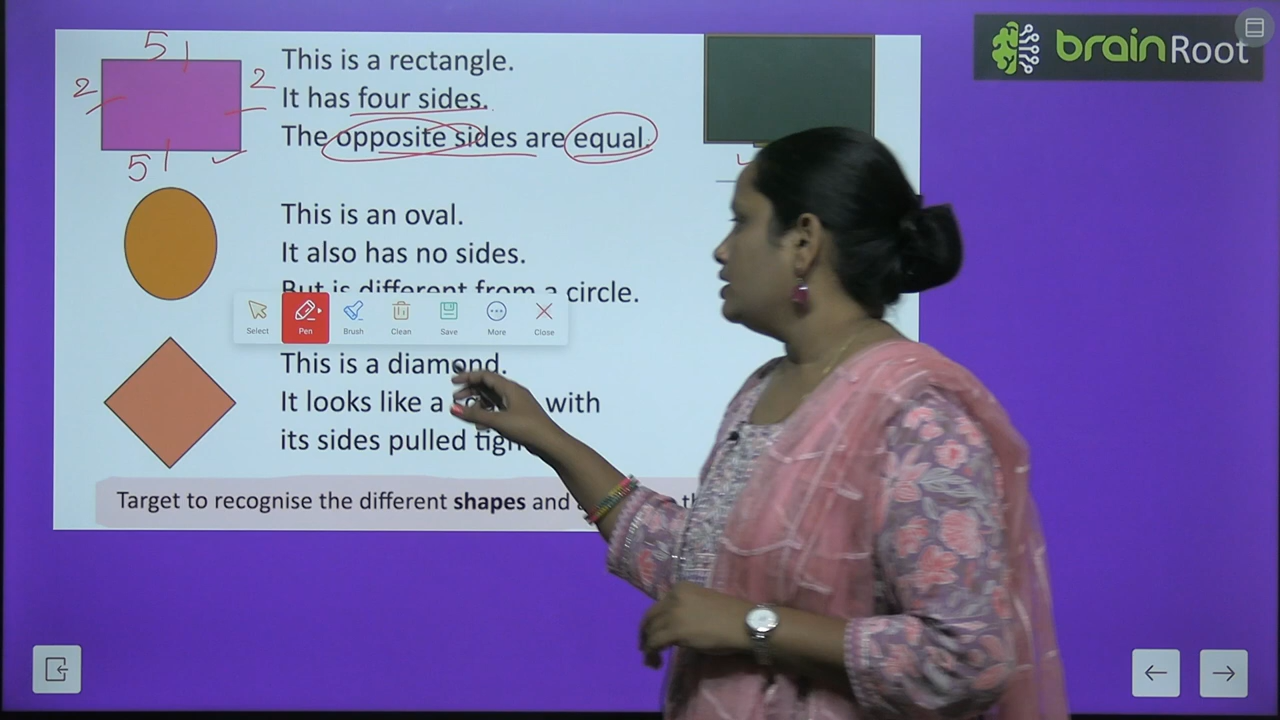 brainRoot
5
2
2
5
This is a rectangle.
It has four sides.
The opposite sides are equal.
This is an oval.
It also has no sides.
But is different from a circle.
Select Pen Brush Clean Save More Close
This is a diamond.
It looks like a with
its sides pulled
Target to recognise the different shapes and